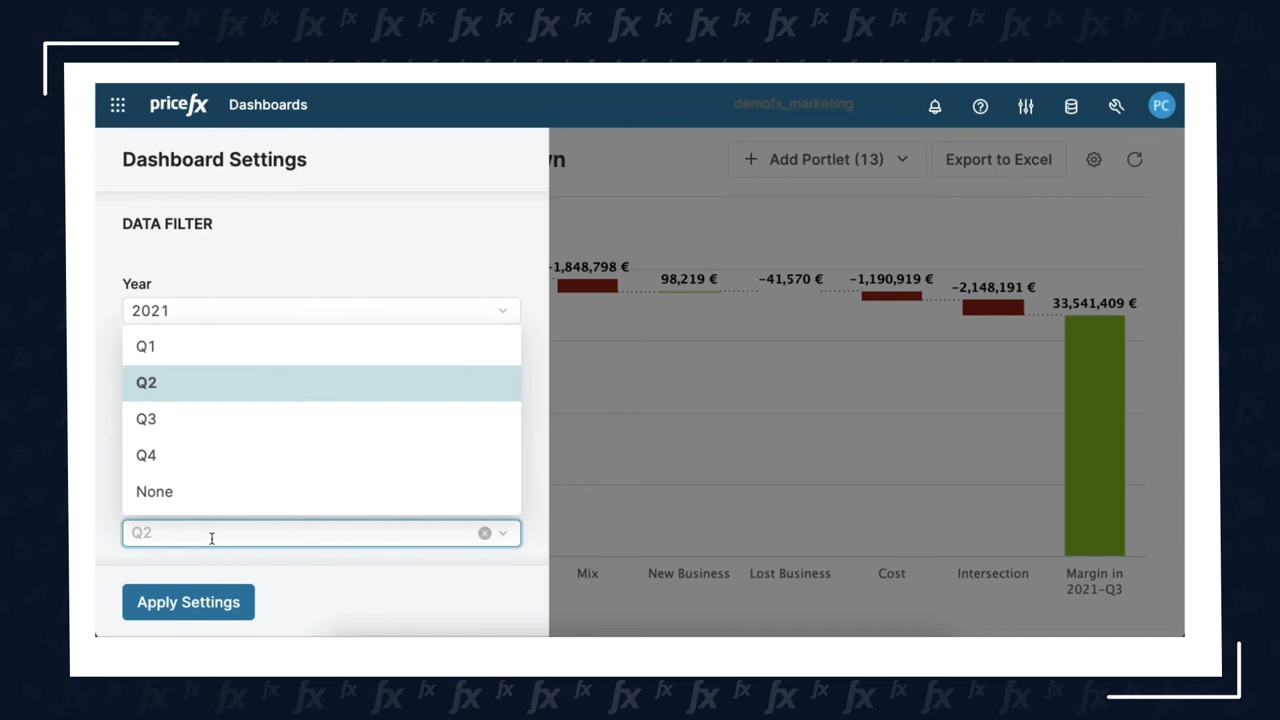 pricefx Dashboards
demofx_marketing
PC
Dashboard Settings
wn
+ Add Portlet (13)
Export to Excel
DATA FILTER
Year
2021
Q1
Q2
Q3
Q4
None
Q2
Apply Settings
-1,848,798 €
98,219 €
-41,570 €
-1,190,919 €
-2,148,191 €
33,541,409 €
Mix
New Business
Lost Business
Cost
Intersection
Margin in
2021-Q3